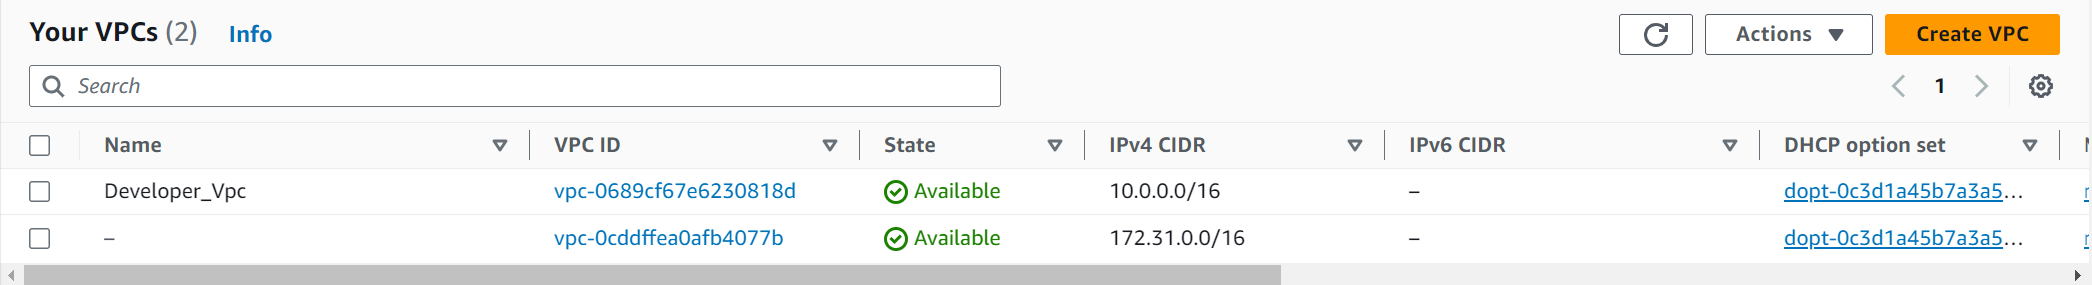 Your VPCs (2) Info
Actions Create VPC
Search
1
Name VPC ID State IPv4 CIDR IPv6 CIDR DHCP option set
Developer_Vpc vpc-0689cf67e6230818d Available 10.0.0.0/16 – dopt-0c3d1a45b7a3a5...
– vpc-0cddffea0afb4077b Available 172.31.0.0/16 – dopt-0c3d1a45b7a3a5...